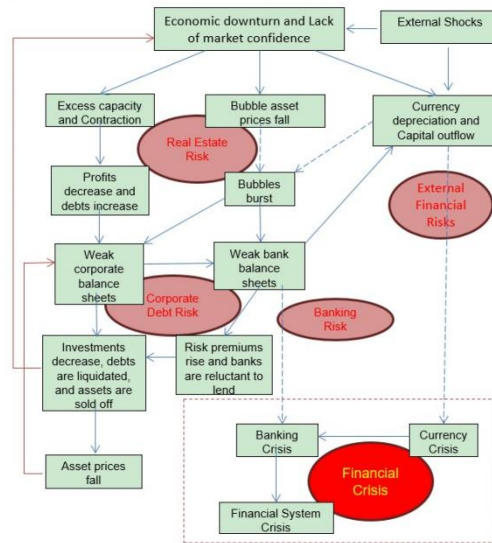 Economic downturn and Lack
of market confidence
External Shocks
Excess capacity
and Contraction
Bubble asset
prices fall
Currency
depreciation and
Capital outflow
Real Estate
Risk
Profits
decrease and
debts increase
Bubbles
burst
External
Financial
Risks
Weak
corporate
balance
sheets
Weak bank
balance
sheets
Corporate
Debt Risk
Banking
Risk
Investments
decrease, debts
are liquidated,
and assets are
sold off
Risk premiums
rise and banks
are reluctant to
lend
Asset prices
fall
Banking
Crisis
Currency
Crisis
Financial
Crisis
Financial System
Crisis